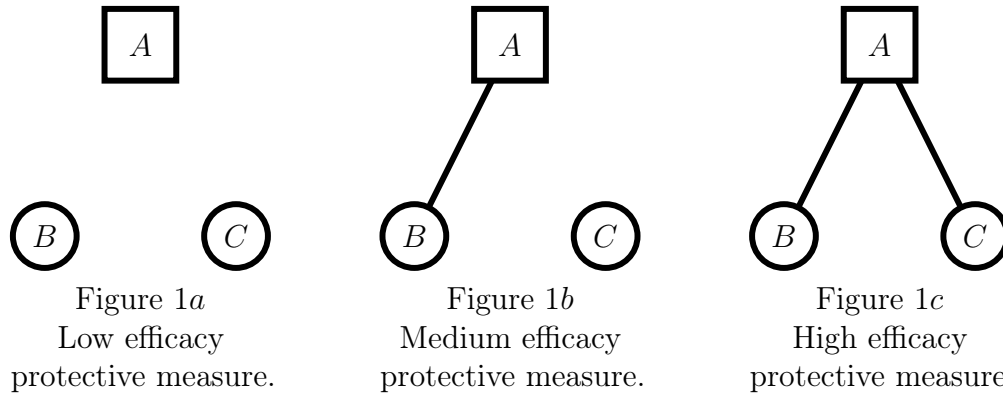 A
B C
Figure 1a
Low efficacy
protective measure.
A
B C
Figure 1b
Medium efficacy
protective measure.
A
B C
Figure 1c
High efficacy
protective measure